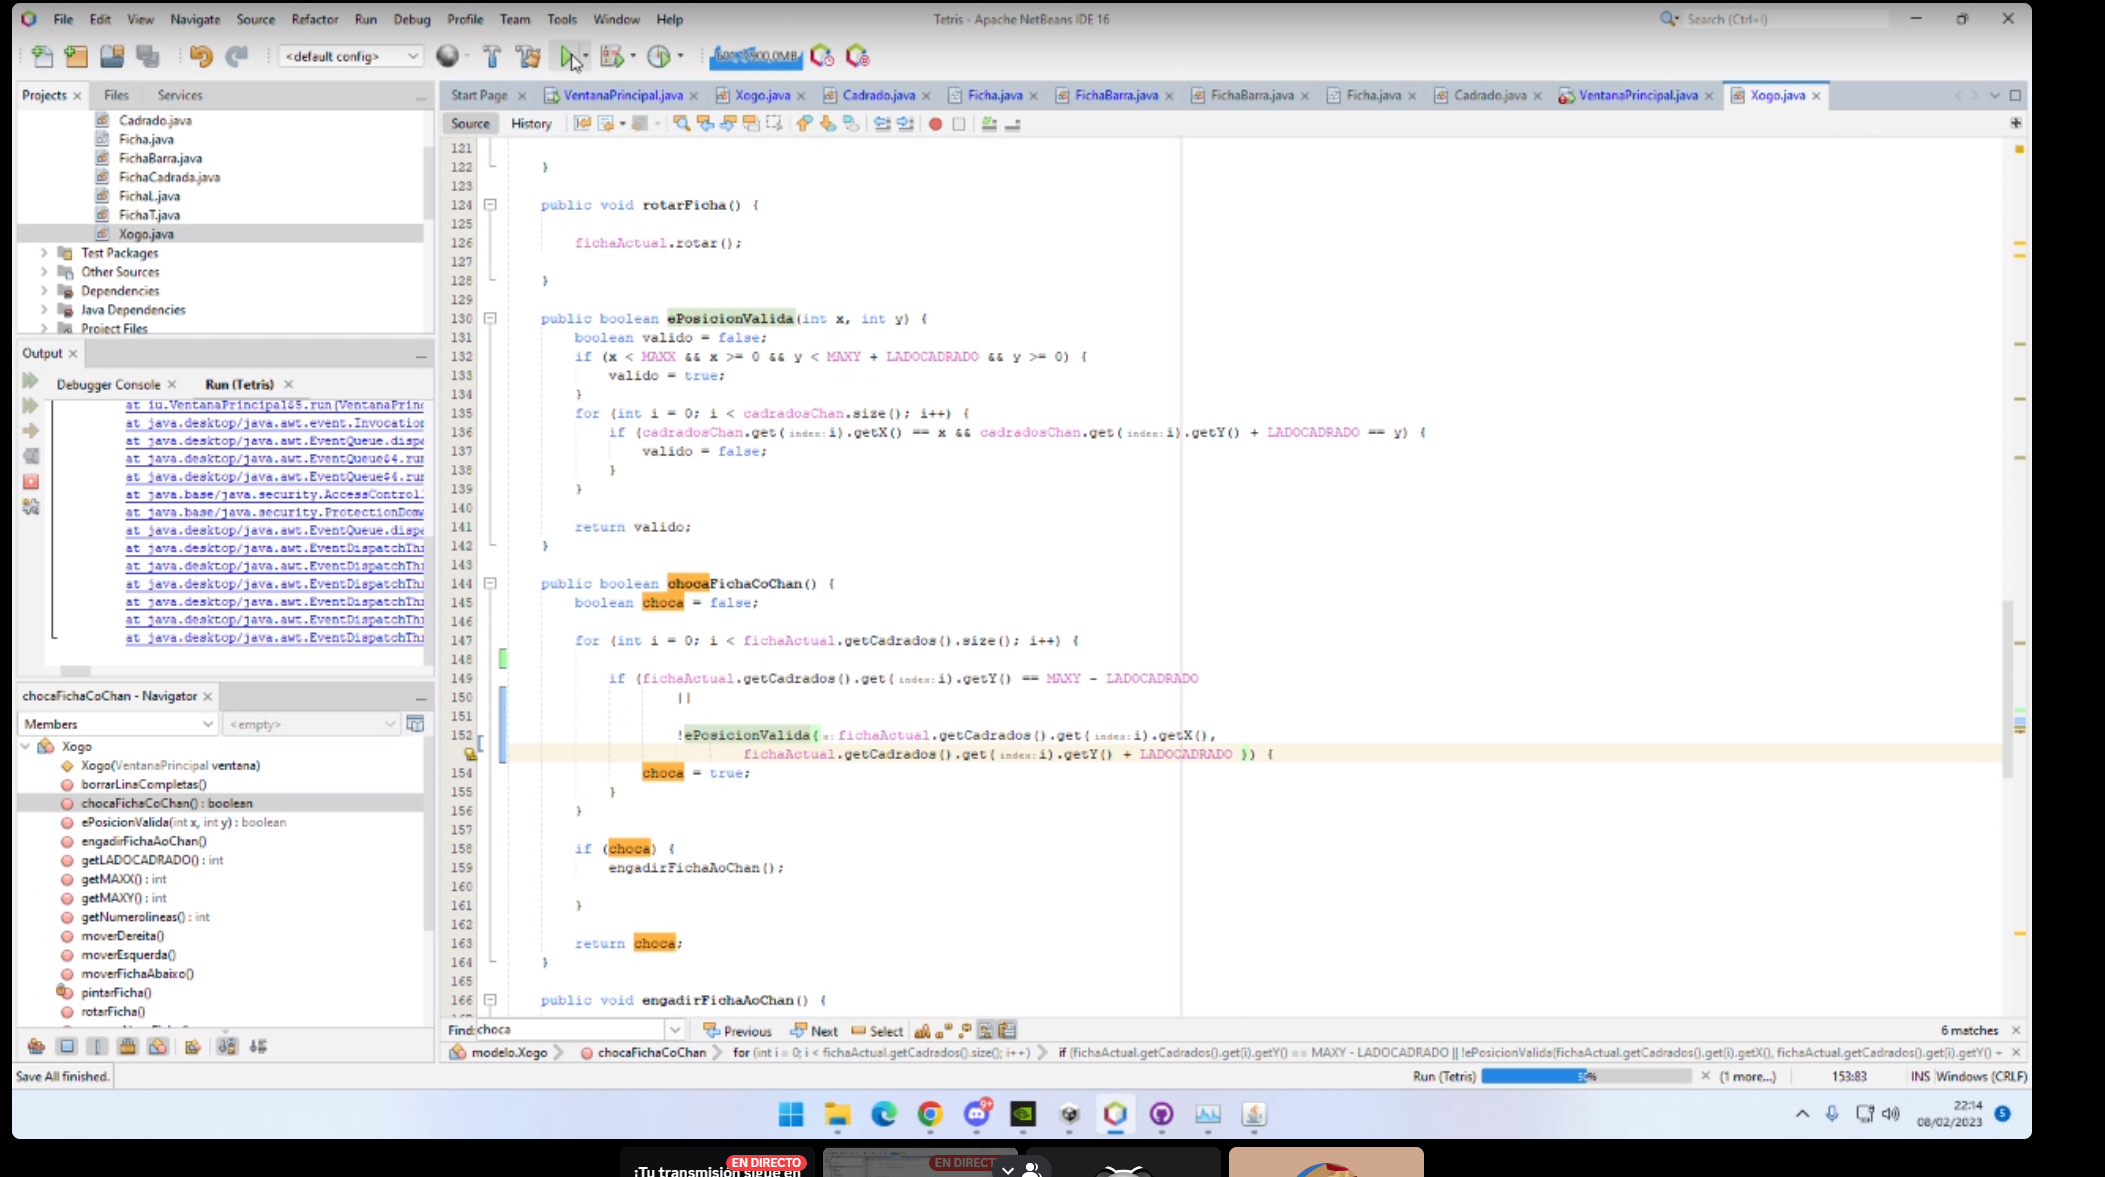 File Edit View Navigate Source Refactor Run Debug Profile Team Tools Window Help
Tetris - Apache NetBeans IDE 16
Search (Ctrl+I)
<default config>
Projects Files Services
Cadrado.java
Ficha.java
FichaBarra.java
FichaCadrada.java
FichaL.java
FichaT.java
Xogo.java
Test Packages
Other Sources
Dependencies
Java Dependencies
Project Files
Output
Debugger Console Run (Tetris)
at iu.VentanaPrincipal$5.run(VentanaPrinc
at java.desktop/java.awt.event.Invocation
at java.desktop/java.awt.EventQueue.dispa
at java.desktop/java.awt.EventQueue$4.run
at java.desktop/java.awt.EventQueue$4.run
at java.base/java.security.AccessControl
at java.base/java.security.ProtectionDoma
at java.desktop/java.awt.EventQueue.dispa
at java.desktop/java.awt.EventDispatchThr
at java.desktop/java.awt.EventDispatchThr
at java.desktop/java.awt.EventDispatchThr
at java.desktop/java.awt.EventDispatchThr
at java.desktop/java.awt.EventDispatchThr
at java.desktop/java.awt.EventDispatchThr
chocaFichaCoChan - Navigator
Members <empty>
Xogo
Xogo(VentanaPrincipal ventana)
borrarLinaCompletas()
chocaFichaCoChan() : boolean
ePosicionValida(int x, int y) : boolean
engadirFichaAoChan()
getLADOCADRADO() : int
getMAXX() : int
getMAXY() : int
getNumerolineas() : int
moverDereita()
moverEsquerda()
moverFichaAbaixo()
pintarFicha()
rotarFicha()
Start Page VentanaPrincipal.java Xogo.java Cadrado.java Ficha.java FichaBarra.java FichaBarra.java Ficha.java Cadrado.java VentanaPrincipal.java Xogo.java
Source History
121
122 }
123
124 public void rotarFicha() {
125
126 fichaActual.rotar();
127
128 }
129
130 public boolean ePosicionValida(int x, int y) {
131 boolean valido = false;
132 if (x < MAXX && x >= 0 && y < MAXY + LADOCADRADO && y >= 0) {
133 valido = true;
134 }
135 for (int i = 0; i < cadradosChan.size(); i++) {
136 if (cadradosChan.get(index: i).getX() == x && cadradosChan.get(index: i).getY() + LADOCADRADO == y) {
137 valido = false;
138 }
139 }
140
141 return valido;
142 }
143
144 public boolean chocaFichaCoChan() {
145 boolean choca = false;
146
147 for (int i = 0; i < fichaActual.getCadrados().size(); i++) {
148
149 if (fichaActual.getCadrados().get(index: i).getY() == MAXY - LADOCADRADO
150 ||
151
152 !ePosicionValida(x: fichaActual.getCadrados().get(index: i).getX(),
fichaActual.getCadrados().get(index: i).getY() + LADOCADRADO )) {
154 choca = true;
155 }
156 }
157
158 if (choca) {
159 engadirFichaAoChan();
160
161 }
162
163 return choca;
164 }
165
166 public void engadirFichaAoChan() {
Find: choca Previous Next Select 6 matches
modelo.Xogo chocaFichaCoChan for (int i = 0; i < fichaActual.getCadrados().size(); i++) if (fichaActual.getCadrados().get(i).getY() == MAXY - LADOCADRADO || !ePosicionValida(fichaActual.getCadrados().get(i).getX(), fichaActual.getCadrados().get(i).getY() +
Save All finished. Run (Tetris) (1 more...) 153:83 INS Windows (CRLF)
22:14
08/02/2023
5
9+
EN DIRECTO
EN DIRECT
¡Tu transmisión sigue en